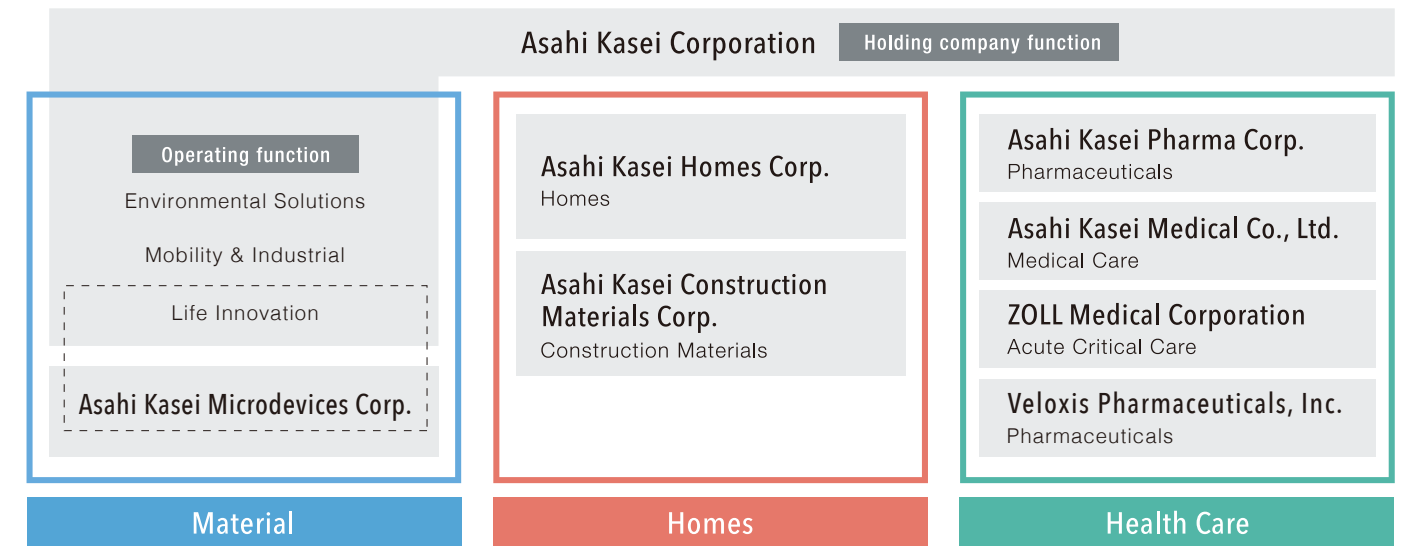 Asahi Kasei Corporation
Holding company function
Operating function
Environmental Solutions
Mobility & Industrial
Life Innovation
Asahi Kasei Microdevices Corp.
Material
Asahi Kasei Homes Corp.
Homes
Asahi Kasei Construction
Materials Corp.
Construction Materials
Homes
Asahi Kasei Pharma Corp.
Pharmaceuticals
Asahi Kasei Medical Co., Ltd.
Medical Care
ZOLL Medical Corporation
Acute Critical Care
Veloxis Pharmaceuticals, Inc.
Pharmaceuticals
Health Care